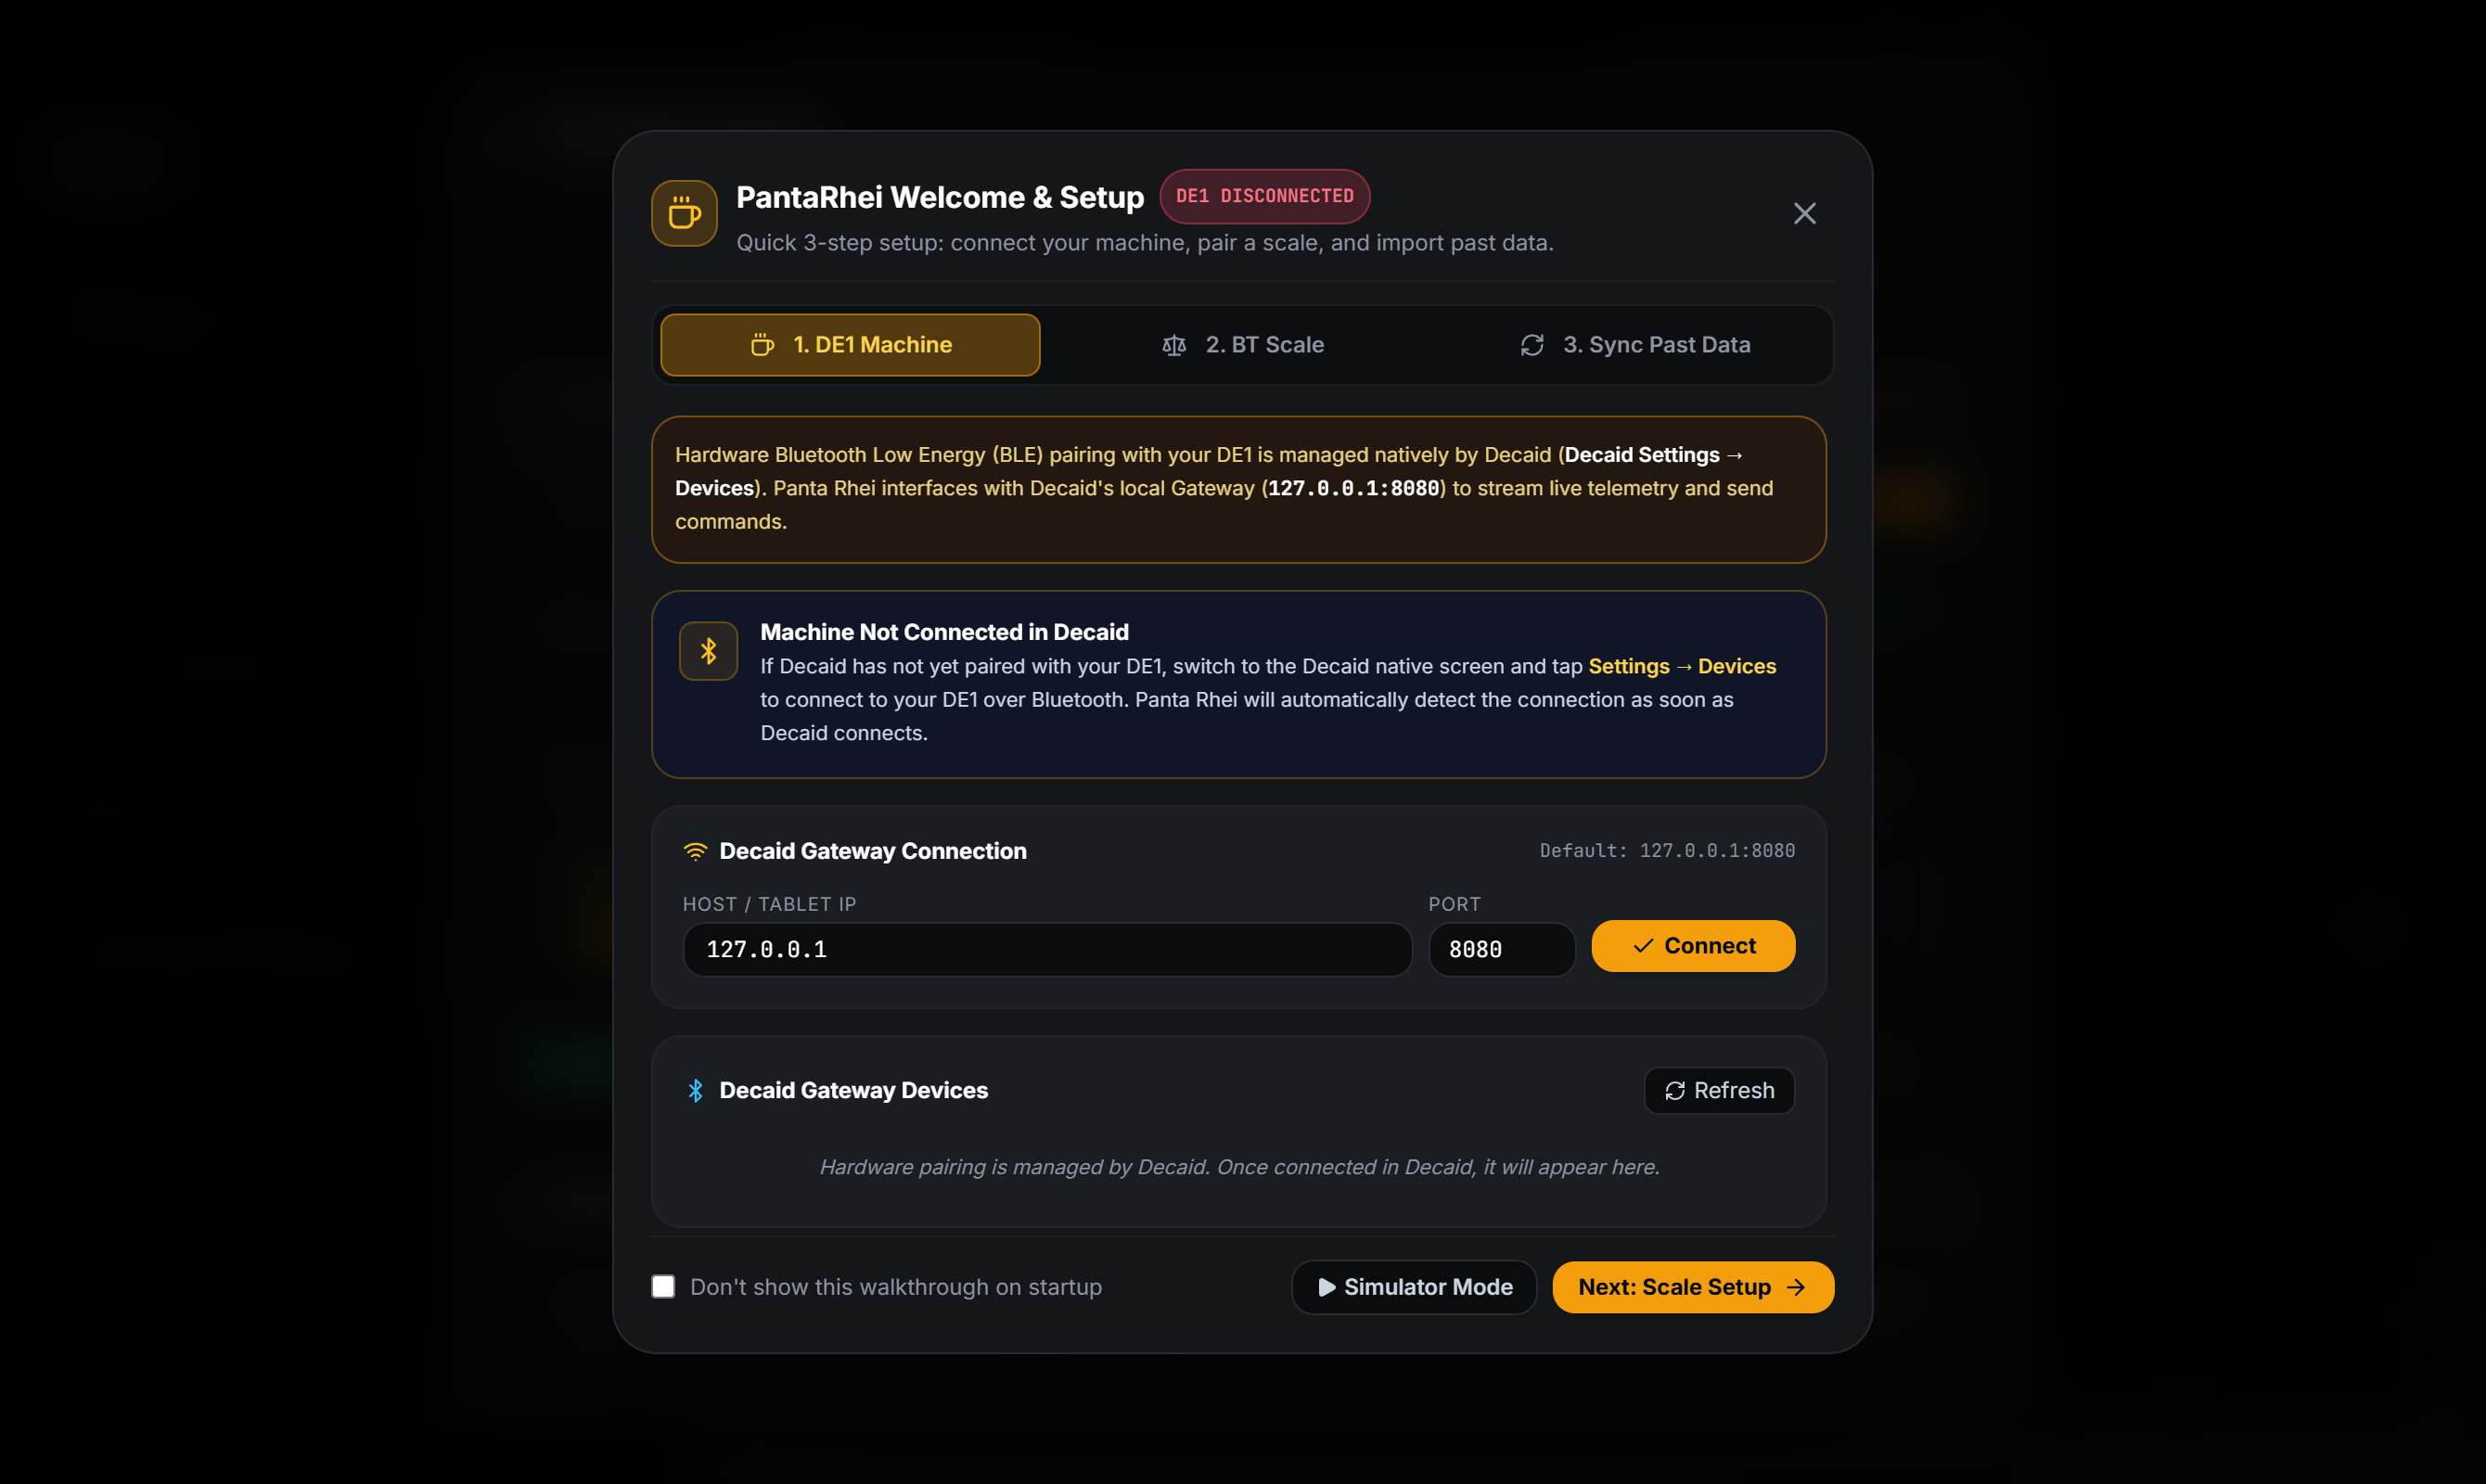 PantaRhei Welcome & Setup DE1 DISCONNECTED
Quick 3-step setup: connect your machine, pair a scale, and import past data.
1. DE1 Machine 2. BT Scale 3. Sync Past Data
Hardware Bluetooth Low Energy (BLE) pairing with your DE1 is managed natively by Decaid (Decaid Settings →
Devices). Panta Rhei interfaces with Decaid's local Gateway (127.0.0.1:8080) to stream live telemetry and send
commands.
Machine Not Connected in Decaid
If Decaid has not yet paired with your DE1, switch to the Decaid native screen and tap Settings → Devices
to connect to your DE1 over Bluetooth. Panta Rhei will automatically detect the connection as soon as
Decaid connects.
Decaid Gateway Connection Default: 127.0.0.1:8080
HOST / TABLET IP PORT
127.0.0.1 8080 Connect
Decaid Gateway Devices Refresh
Hardware pairing is managed by Decaid. Once connected in Decaid, it will appear here.
Don't show this walkthrough on startup Simulator Mode Next: Scale Setup →